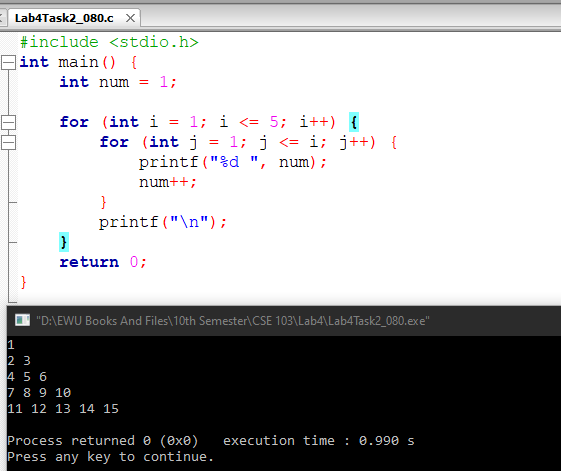 Lab4Task2_080.c
#include <stdio.h>
int main() {
    int num = 1;
    for (int i = 1; i <= 5; i++) {
        for (int j = 1; j <= i; j++) {
            printf("%d ", num);
            num++;
        }
        printf("\n");
    }
    return 0;
}
"D:\EWU Books And Files\10th Semester\CSE 103\Lab4\Lab4Task2_080.exe"
1
2 3
4 5 6
7 8 9 10
11 12 13 14 15
Process returned 0 (0x0)   execution time : 0.990 s
Press any key to continue.